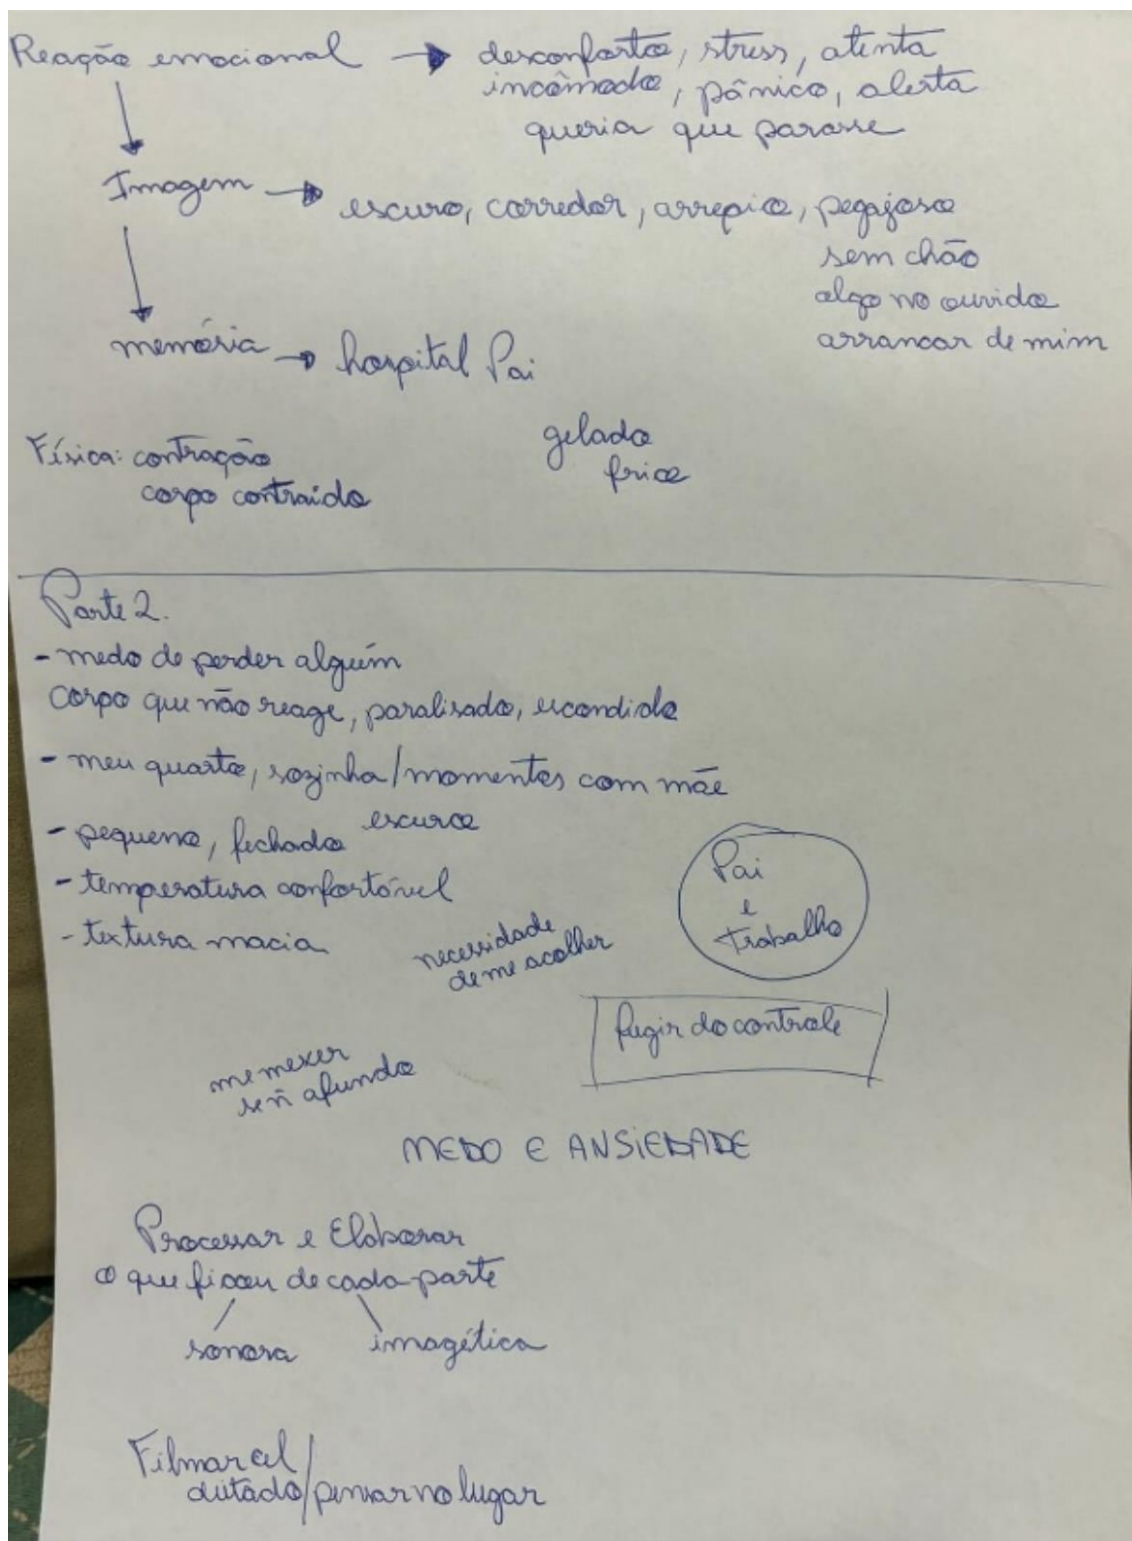 Reação emocional → desconforto, stress, atenta
incômodo, pânico, alerta
queria que parasse
Imagem → escuro, corredor, arrepio, pegajoso
sem chão
algo no ouvido
arrancar de mim
memória → hospital Pai
gelado
frio
Física: contração
corpo contraido
Parte 2.
- medo de perder alguém
corpo que não reage, paralisado, escondido
- meu quarto, sozinha/momentos com mãe
- pequeno, fechado escuro
- temperatura confortável
- textura macia
necessidade
de me acolher
Pai
e
trabalho
fugir do controle
me mexer
sñ afundo
MEDO E ANSIEDADE
Processar e Elaborar
o que ficou de cada parte
sonora imagética
Filmar cel/
deitado/pensar no lugar